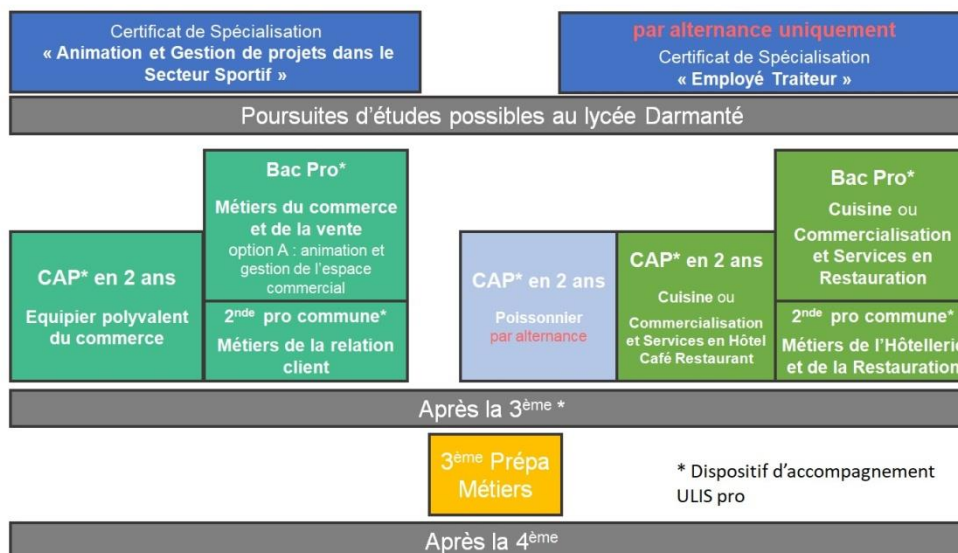 Certificat de Spécialisation
« Animation et Gestion de projets dans le
Secteur Sportif »
par alternance uniquement
Certificat de Spécialisation
« Employé Traiteur »
Poursuites d'études possibles au lycée Darmanté
CAP* en 2 ans
Equipier polyvalent
du commerce
Bac Pro*
Métiers du commerce
et de la vente
option A : animation et
gestion de l'espace
commercial
2nde pro commune*
Métiers de la relation
client
CAP* en 2 ans
Poissonnier
par alternance
CAP* en 2 ans
Cuisine ou
Commercialisation
et Services en Hôtel
Café Restaurant
Bac Pro*
Cuisine ou
Commercialisation
et Services en
Restauration
2nde pro commune*
Métiers de l'Hôtellerie
et de la Restauration
Après la 3ème *
3ème Prépa
Métiers
* Dispositif d'accompagnement
ULIS pro
Après la 4ème